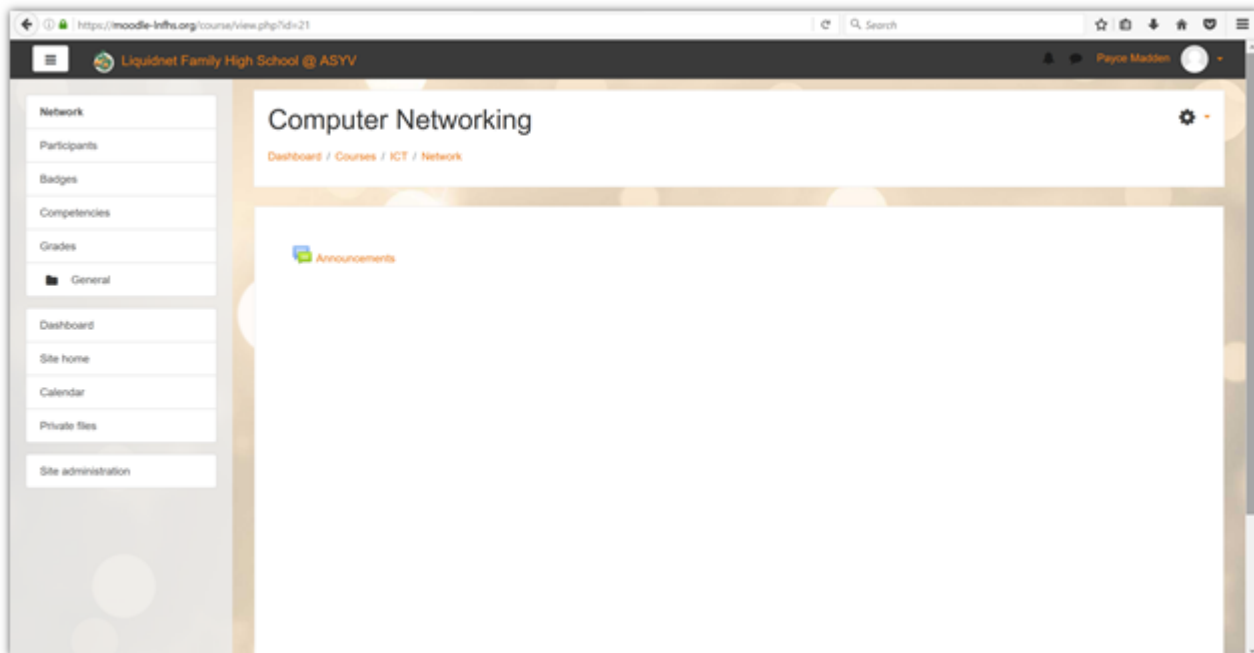 https://moodle-lnfhs.org/course/view.php?id=21
Search
Liquidnet Family High School @ ASYV
Payce Madden
Network
Participants
Badges
Competencies
Grades
General
Dashboard
Site home
Calendar
Private files
Site administration
Computer Networking
Dashboard / Courses / ICT / Network
Announcements